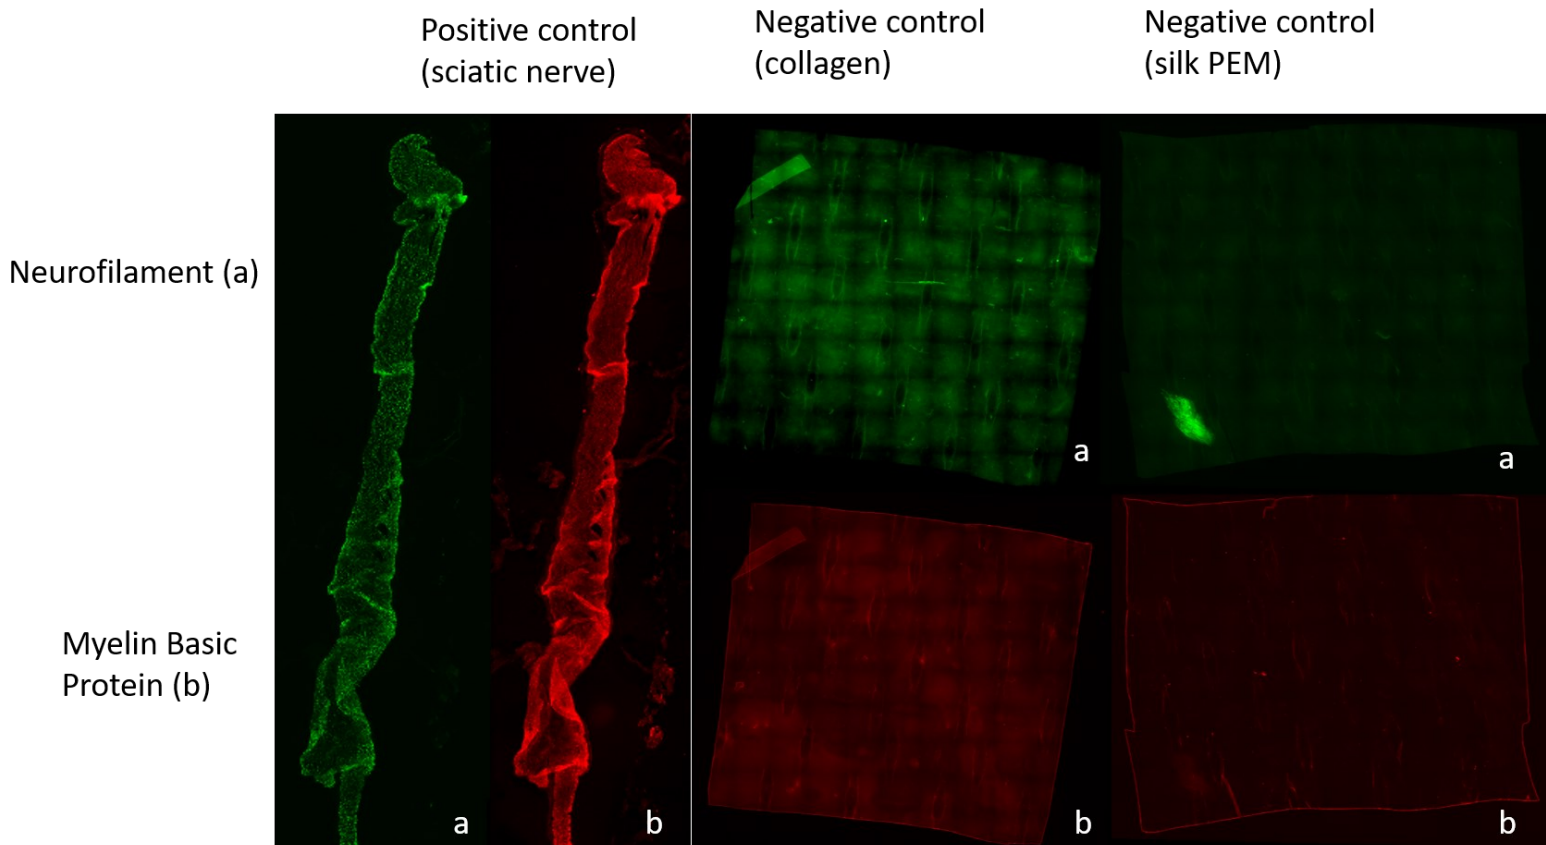 Positive control
(sciatic nerve)
Negative control
(collagen)
Negative control
(silk PEM)
Neurofilament (a)
Myelin Basic
Protein (b)
a
a
a
b
b
b